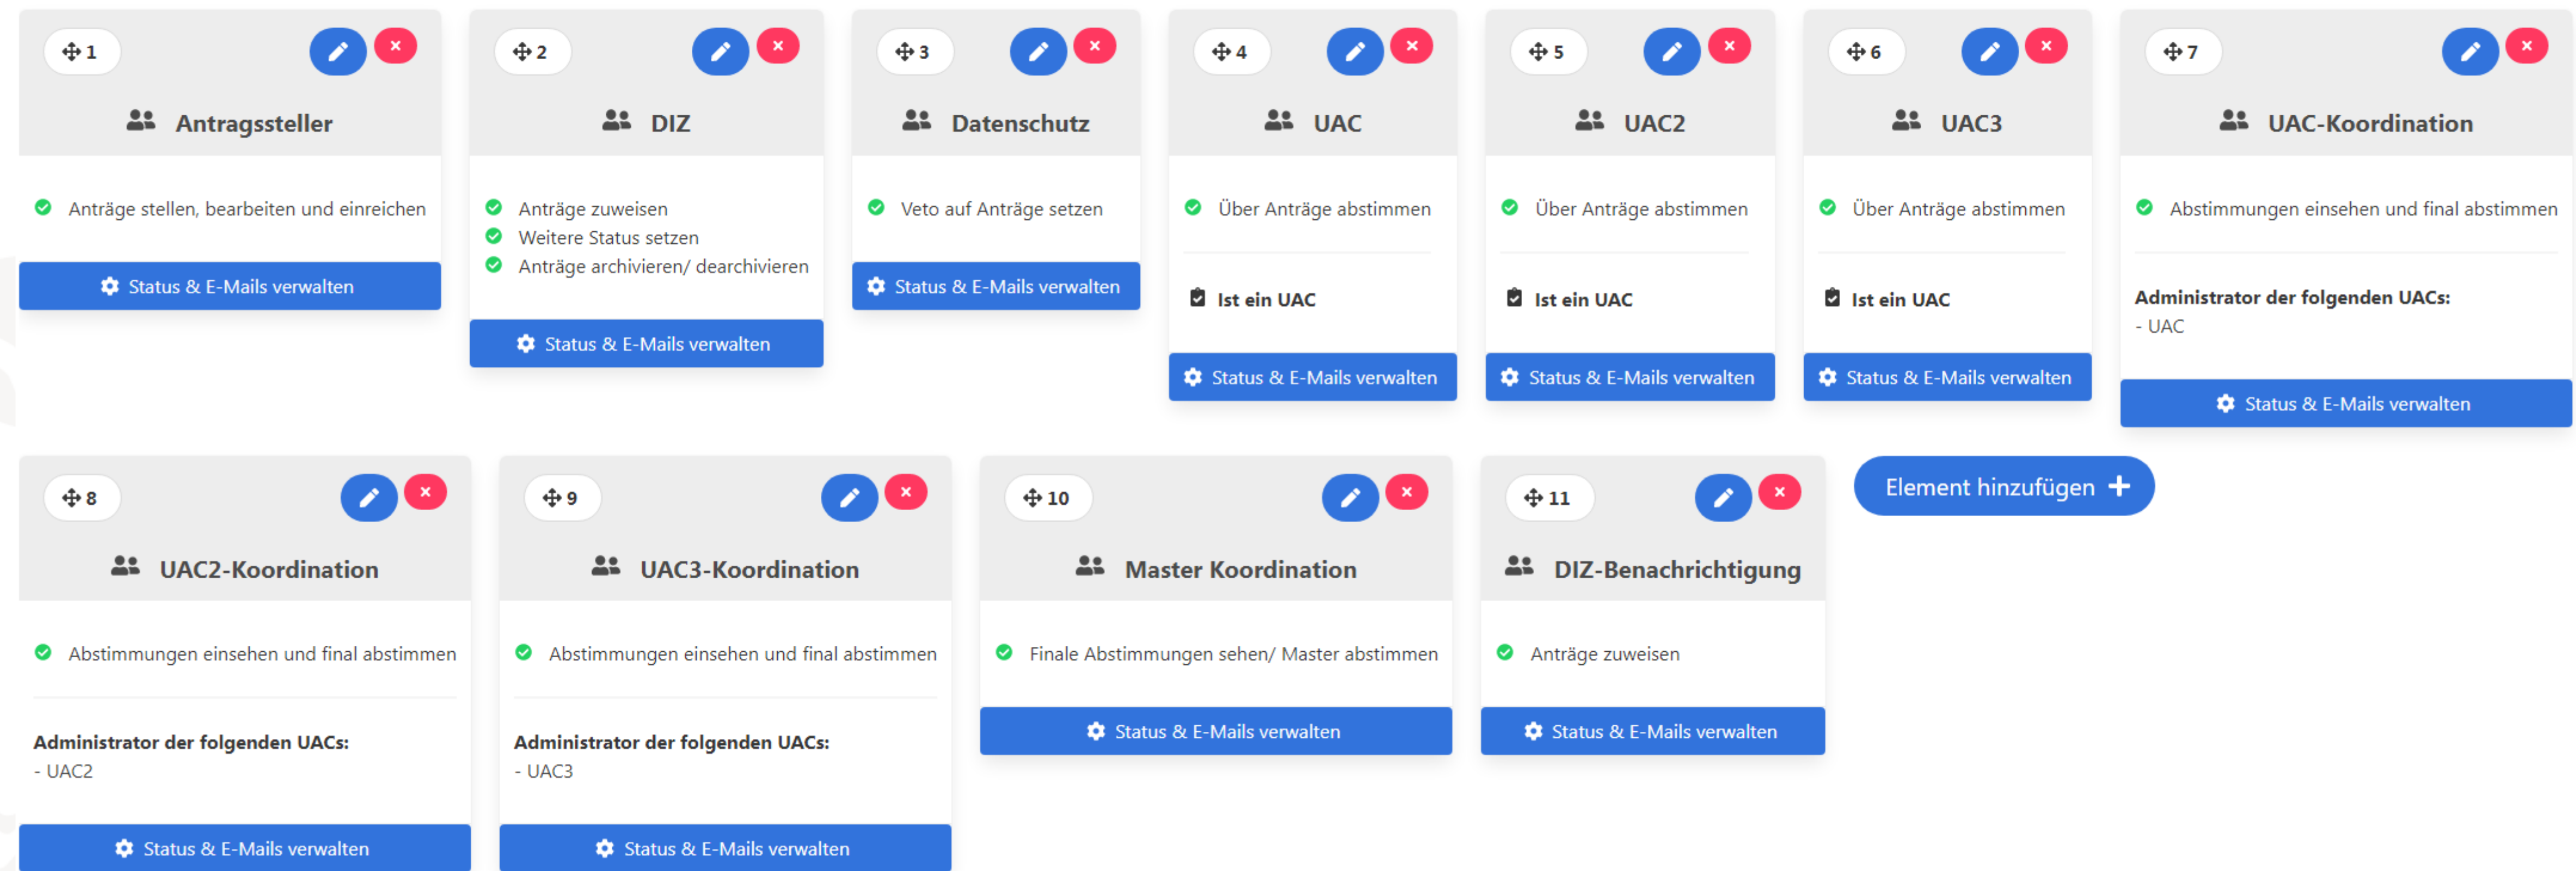 1
Antragssteller
Anträge stellen, bearbeiten und einreichen
Status & E-Mails verwalten
2
DIZ
Anträge zuweisen
Weitere Status setzen
Anträge archivieren/ dearchivieren
Status & E-Mails verwalten
3
Datenschutz
Veto auf Anträge setzen
Status & E-Mails verwalten
4
UAC
Über Anträge abstimmen
Ist ein UAC
Status & E-Mails verwalten
5
UAC2
Über Anträge abstimmen
Ist ein UAC
Status & E-Mails verwalten
6
UAC3
Über Anträge abstimmen
Ist ein UAC
Status & E-Mails verwalten
7
UAC-Koordination
Abstimmungen einsehen und final abstimmen
Administrator der folgenden UACs:
- UAC
Status & E-Mails verwalten
8
UAC2-Koordination
Abstimmungen einsehen und final abstimmen
Administrator der folgenden UACs:
- UAC2
Status & E-Mails verwalten
9
UAC3-Koordination
Abstimmungen einsehen und final abstimmen
Administrator der folgenden UACs:
- UAC3
Status & E-Mails verwalten
10
Master Koordination
Finale Abstimmungen sehen/ Master abstimmen
Status & E-Mails verwalten
11
DIZ-Benachrichtigung
Anträge zuweisen
Status & E-Mails verwalten
Element hinzufügen